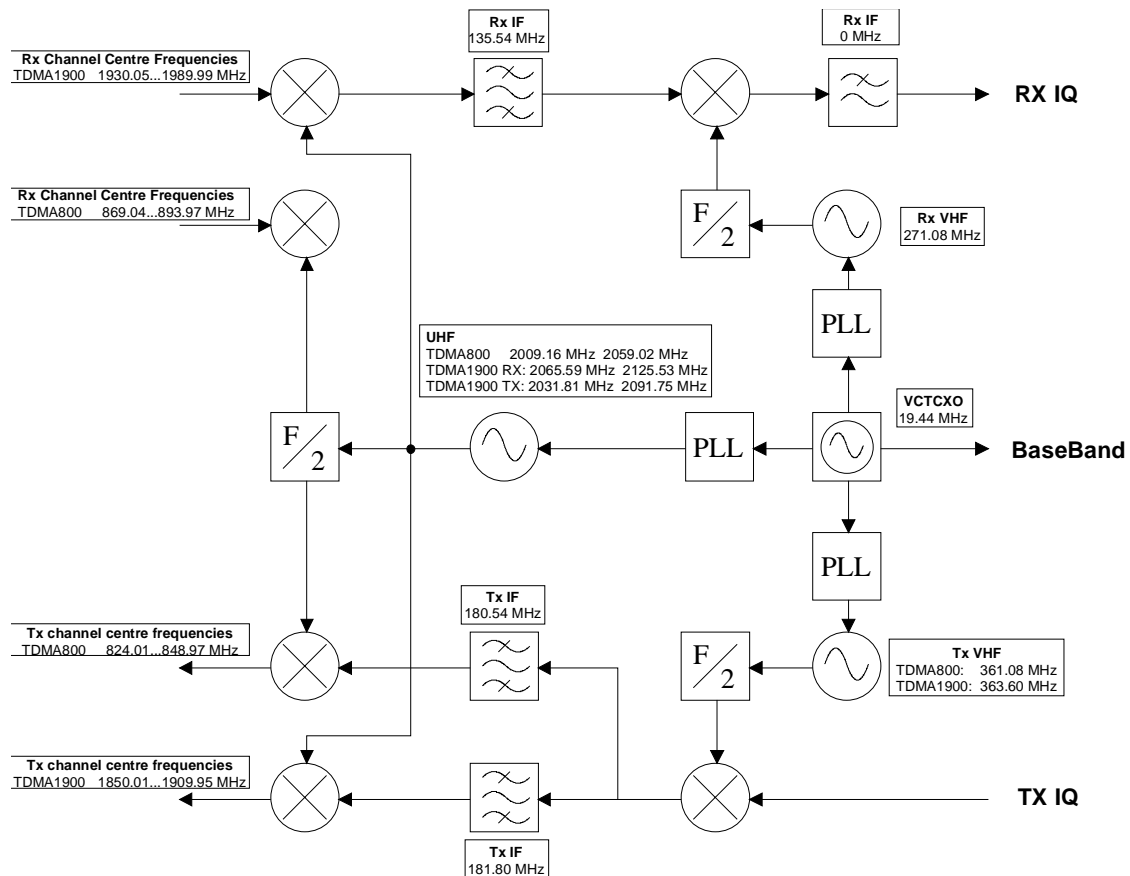 Rx IF
135.54 MHz
Rx IF
0 MHz
Rx Channel Centre Frequencies
TDMA1900 1930.05...1989.99 MHz
RX IQ
Rx Channel Centre Frequencies
TDMA800 869.04...893.97 MHz
F/2
Rx VHF
271.08 MHz
PLL
UHF
TDMA800 2009.16 MHz 2059.02 MHz
TDMA1900 RX: 2065.59 MHz 2125.53 MHz
TDMA1900 TX: 2031.81 MHz 2091.75 MHz
VCTCXO
19.44 MHz
F/2
PLL
BaseBand
PLL
Tx IF
180.54 MHz
Tx channel centre frequencies
TDMA800 824.01...848.97 MHz
F/2
Tx VHF
TDMA800: 361.08 MHz
TDMA1900: 363.60 MHz
Tx channel centre frequencies
TDMA1900 1850.01...1909.95 MHz
TX IQ
Tx IF
181.80 MHz